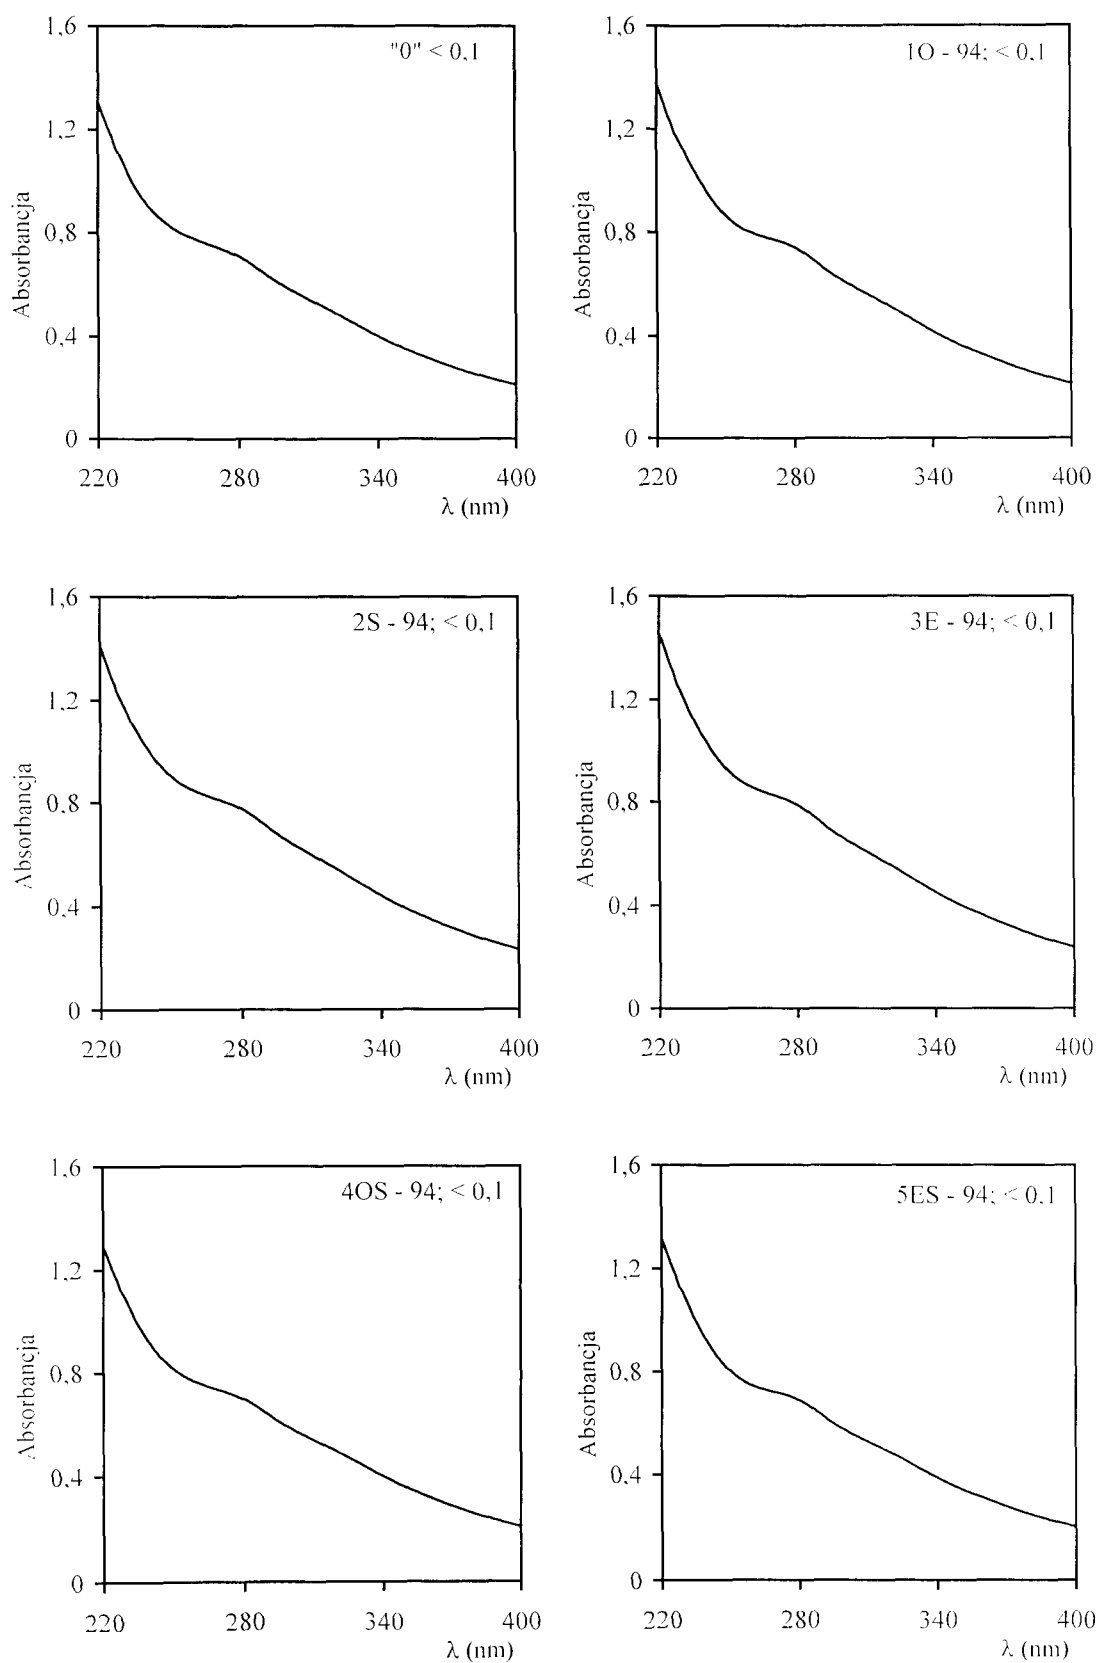 1,6
"0" < 0,1
1,2
0,8
0,4
0
Absorbancja
220 280 340 400
λ (nm)
1,6
1O - 94; < 0,1
1,2
0,8
0,4
0
Absorbancja
220 280 340 400
λ (nm)
1,6
2S - 94; < 0,1
1,2
0,8
0,4
0
Absorbancja
220 280 340 400
λ (nm)
1,6
3E - 94; < 0,1
1,2
0,8
0,4
0
Absorbancja
220 280 340 400
λ (nm)
1,6
4OS - 94; < 0,1
1,2
0,8
0,4
0
Absorbancja
220 280 340 400
λ (nm)
1,6
5ES - 94; < 0,1
1,2
0,8
0,4
0
Absorbancja
220 280 340 400
λ (nm)